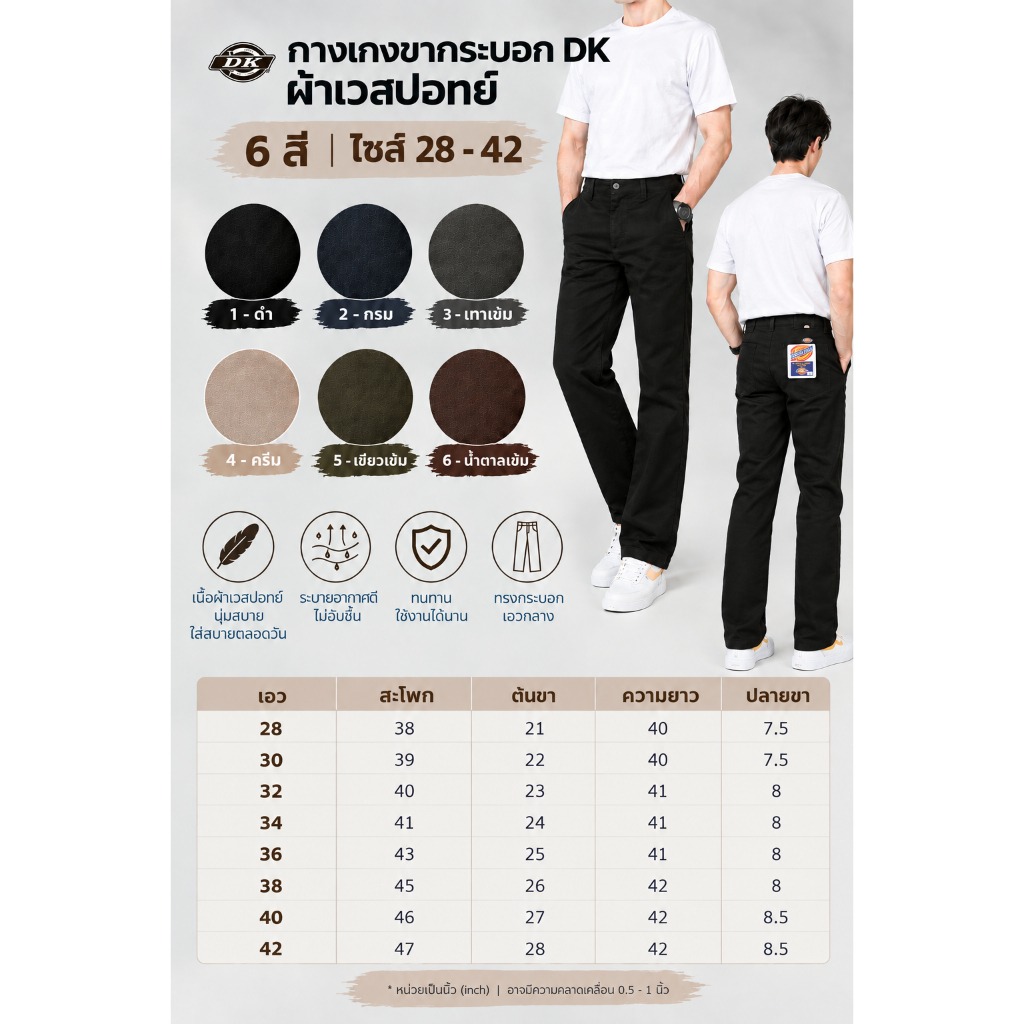 DK
กางเกงขากระบอก DK
ผ้าเวสปอทย์
6 สี | ไซส์ 28 - 42
1 - ดำ
2 - กรม
3 - เทาเข้ม
4 - ครีม
5 - เขียวเข้ม
6 - น้ำตาลเข้ม
เนื้อผ้าเวสปอทย์
นุ่มสบาย
ใส่สบายตลอดวัน
ระบายอากาศดี
ไม่อับชื้น
ทนทาน
ใช้งานได้นาน
ทรงกระบอก
เอวกลาง
เอว สะโพก ต้นขา ความยาว ปลายขา
28 38 21 40 7.5
30 39 22 40 7.5
32 40 23 41 8
34 41 24 41 8
36 43 25 41 8
38 45 26 42 8
40 46 27 42 8.5
42 47 28 42 8.5
* หน่วยเป็นนิ้ว (inch) | อาจมีความคลาดเคลื่อน 0.5 - 1 นิ้ว